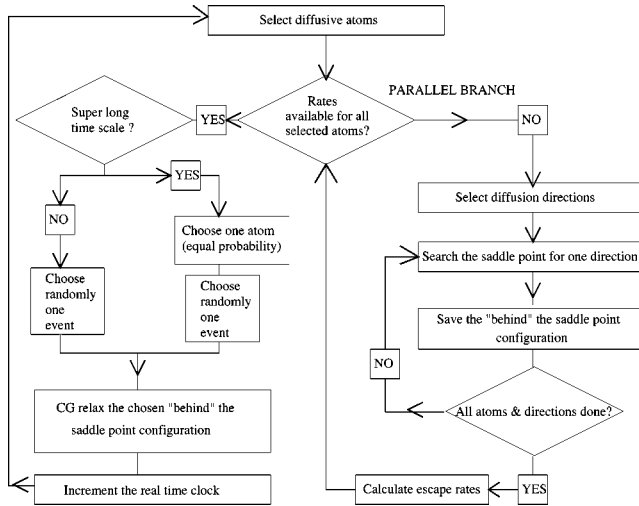 Select diffusive atoms
PARALLEL BRANCH
Rates
available for all
selected atoms?
YES
NO
Super long
time scale ?
YES
NO
Choose one atom
(equal probability)
Choose
randomly
one
event
Choose
randomly
one
event
CG relax the chosen "behind" the
saddle point configuration
Increment the real time clock
Select diffusion directions
Search the saddle point for one direction
Save the "behind" the saddle point
configuration
NO
All atoms & directions done?
YES
Calculate escape rates